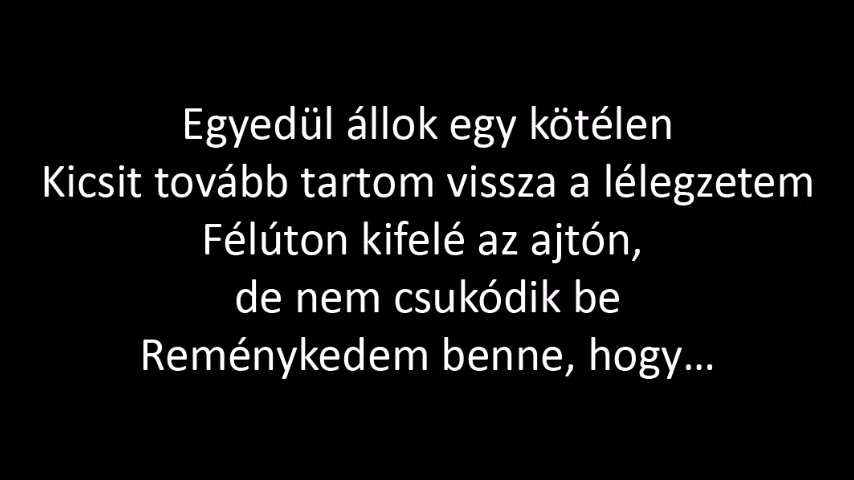 Egyedül állok egy kötélen
Kicsit tovább tartom vissza a lélegzetem
Félúton kifelé az ajtón,
de nem csukódik be
Reménykedem benne, hogy…